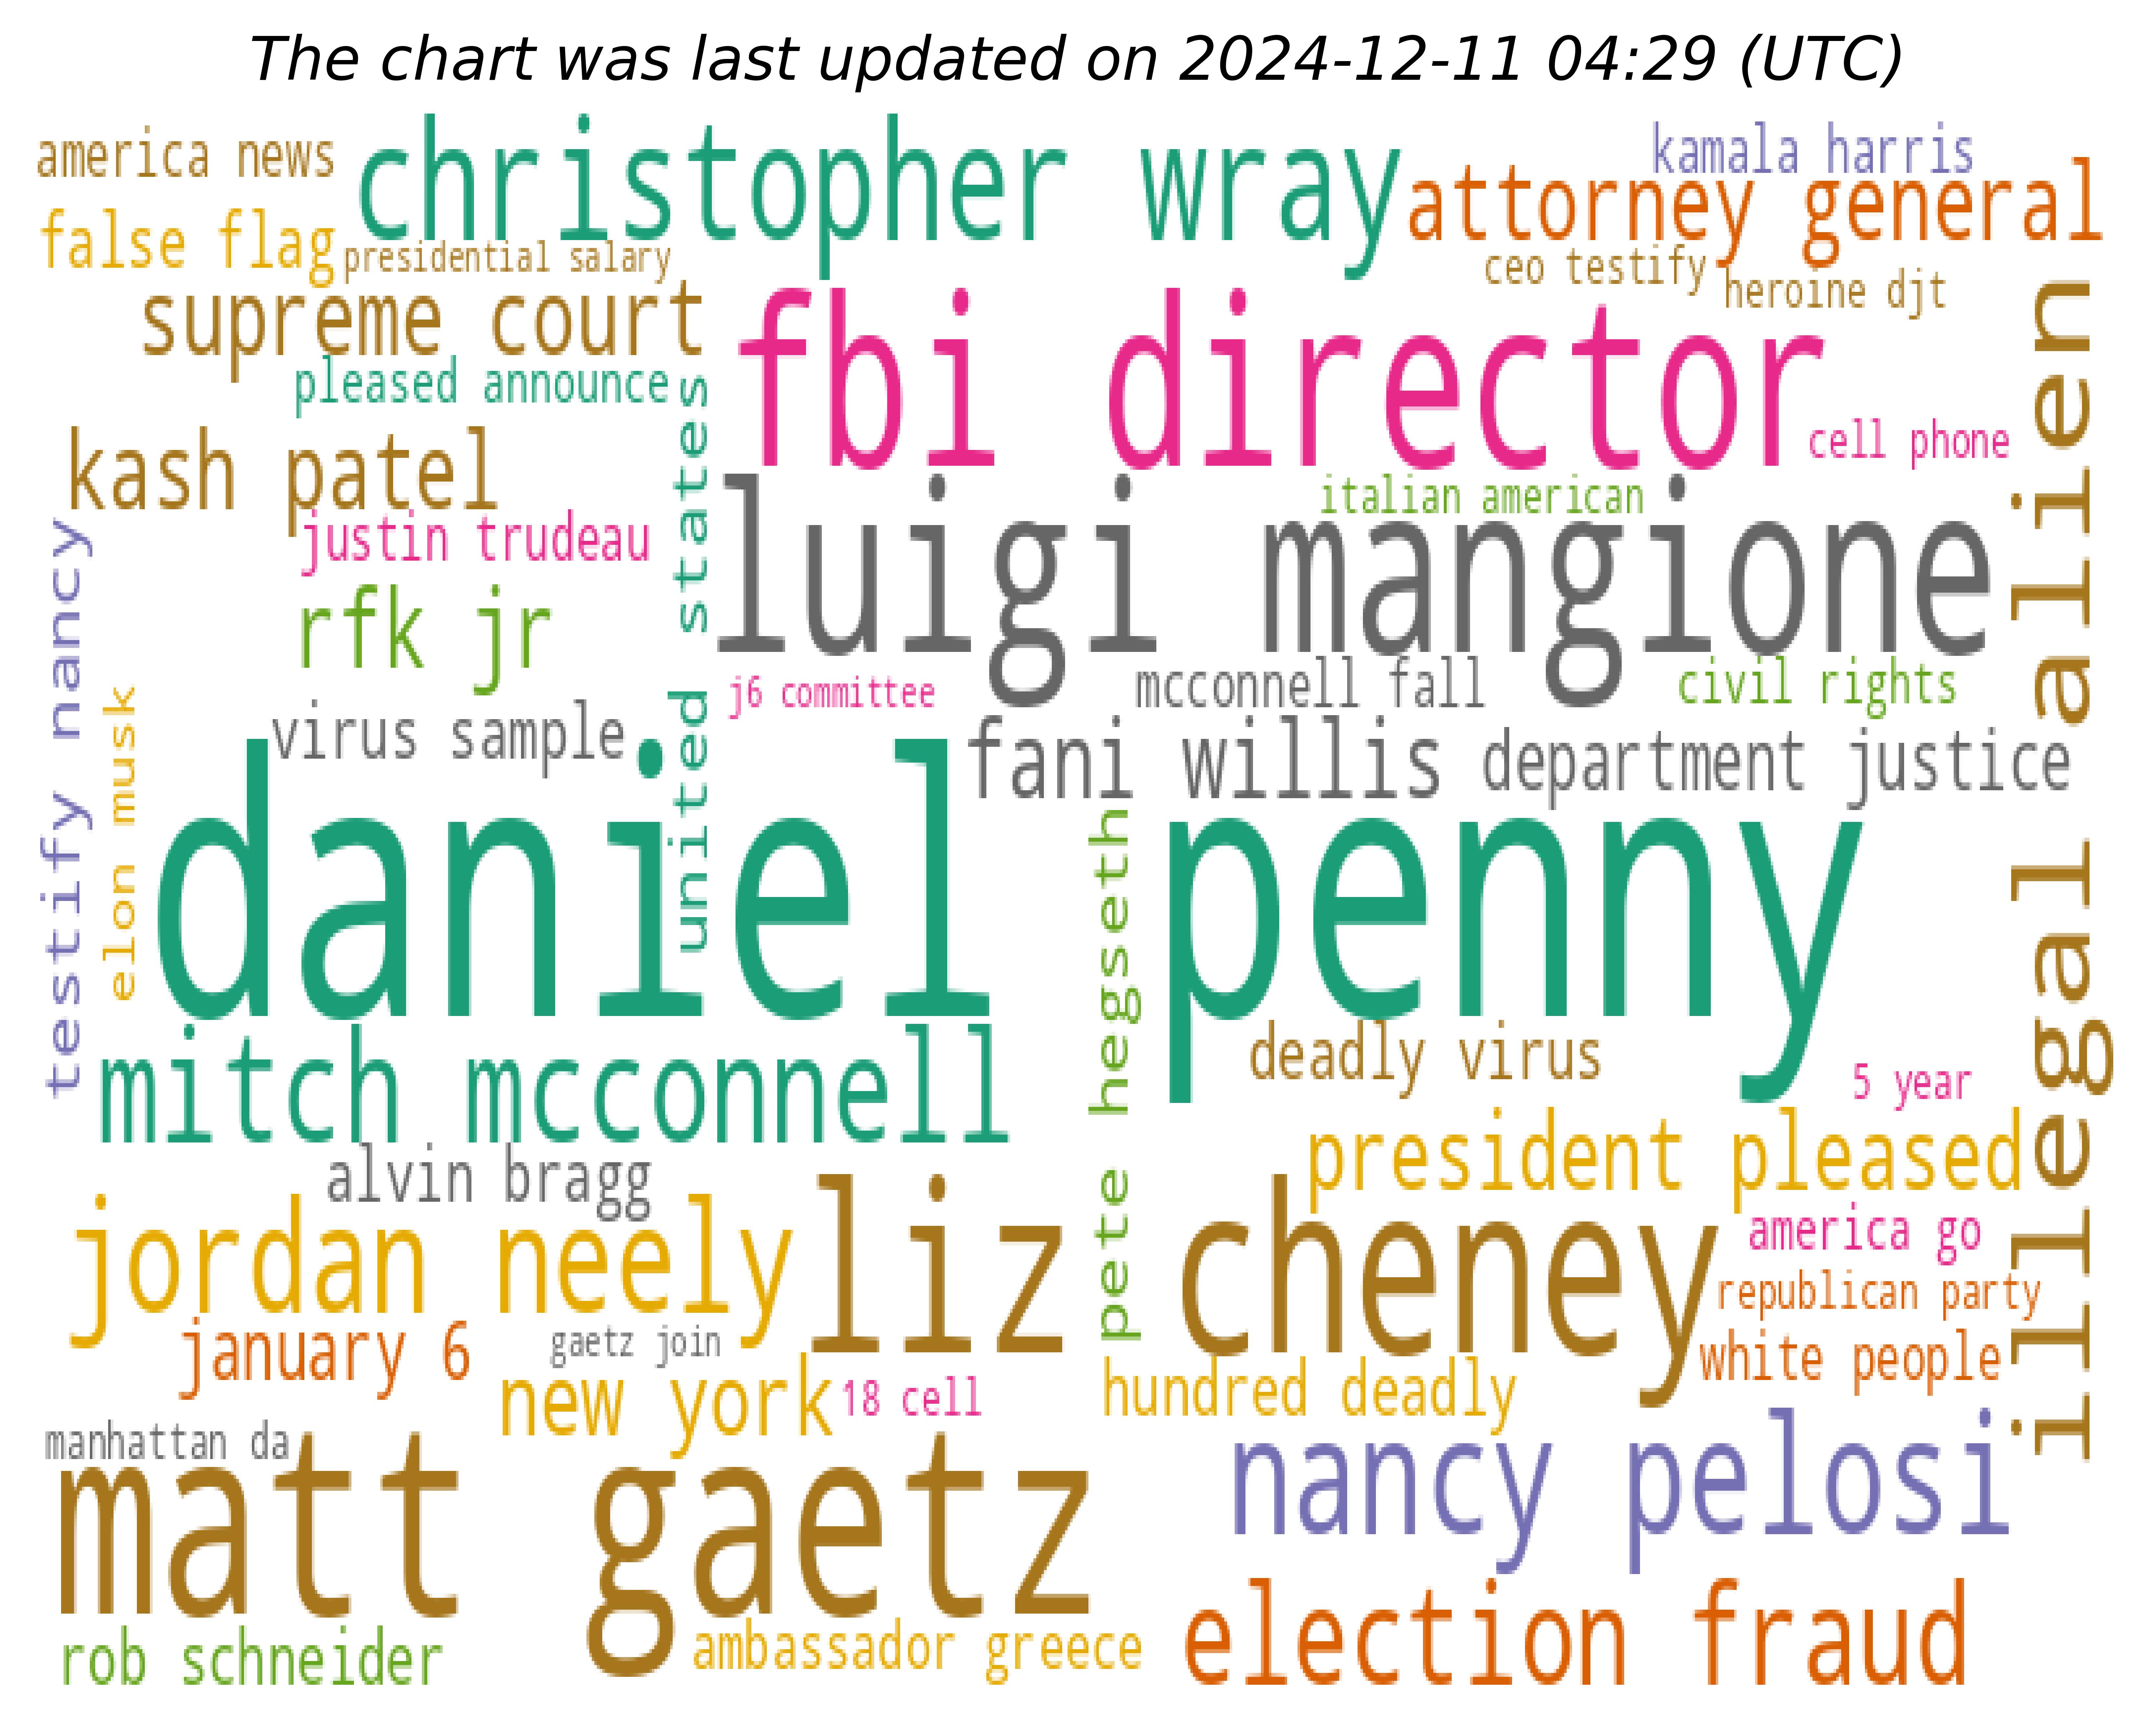 The chart was last updated on 2024-12-11 04:29 (UTC)
america news
christopher wray
kamala harris
attorney general
false flag
presidential salary
ceo testify
heroine djt
supreme court
fbi director
pleased announce
cell phone
kash patel
italian american
justin trudeau
luigi mangione
united states
illegal alien
testify nancy
rfk jr
j6 committee
mcconnell fall
civil rights
elon musk
virus sample
fani willis
department justice
daniel penny
pete hegseth
mitch mcconnell
deadly virus
5 year
alvin bragg
president pleased
jordan neely
liz cheney
america go
republican party
january 6
gaetz join
white people
new york
18 cell
hundred deadly
manhattan da
matt gaetz
nancy pelosi
rob schneider
ambassador greece
election fraud